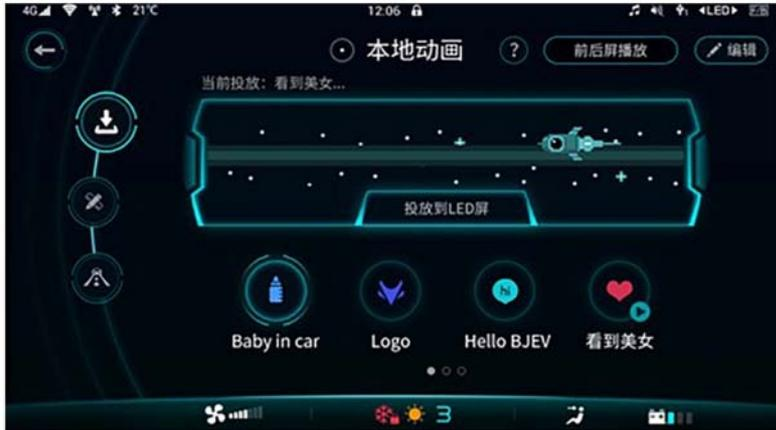 4G 21℃ 12:06 ◂LED▸
本地动画 ? 前后屏播放 编辑
当前投放：看到美女...
投放到LED屏
hi
Baby in car Logo Hello BJEV 看到美女
3